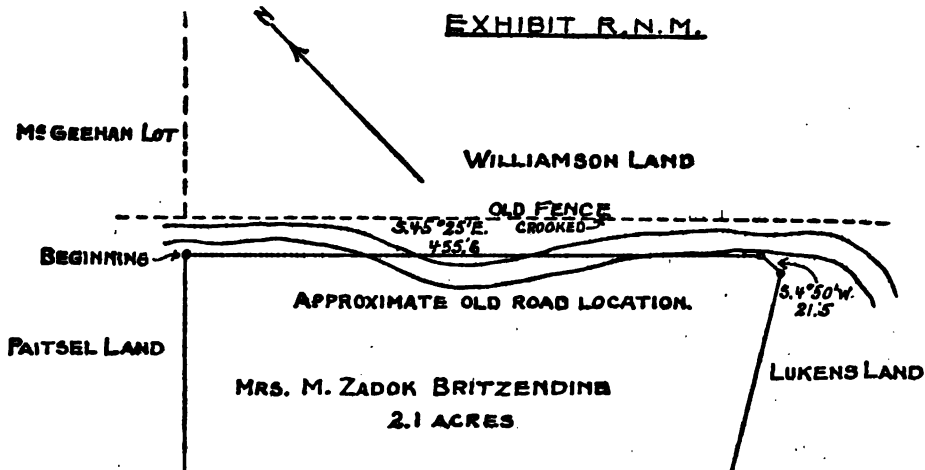 EXHIBIT R.N.M.
N
McGEEHAN LOT
WILLIAMSON LAND
OLD FENCE
CROOKED
S.45°25'E.
455.'6
BEGINNING
APPROXIMATE OLD ROAD LOCATION.
S.4°50'W.
21.'5
PAITSEL LAND
LUKENS LAND
MRS. M. ZADOK BRITZENDINE
2.1 ACRES